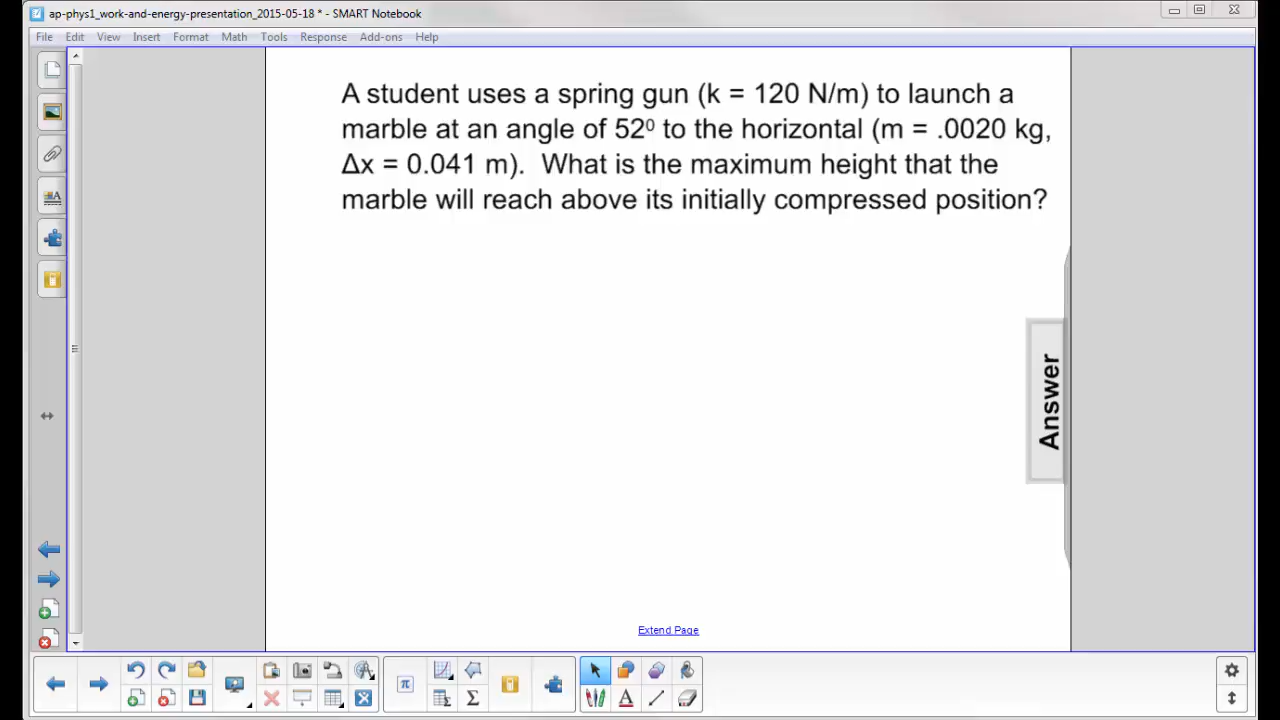 ap-phys1_work-and-energy-presentation_2015-05-18 * - SMART Notebook
File Edit View Insert Format Math Tools Response Add-ons Help
A student uses a spring gun (k = 120 N/m) to launch a
marble at an angle of 52⁰ to the horizontal (m = .0020 kg,
Δx = 0.041 m). What is the maximum height that the
marble will reach above its initially compressed position?
Answer
Extend Page